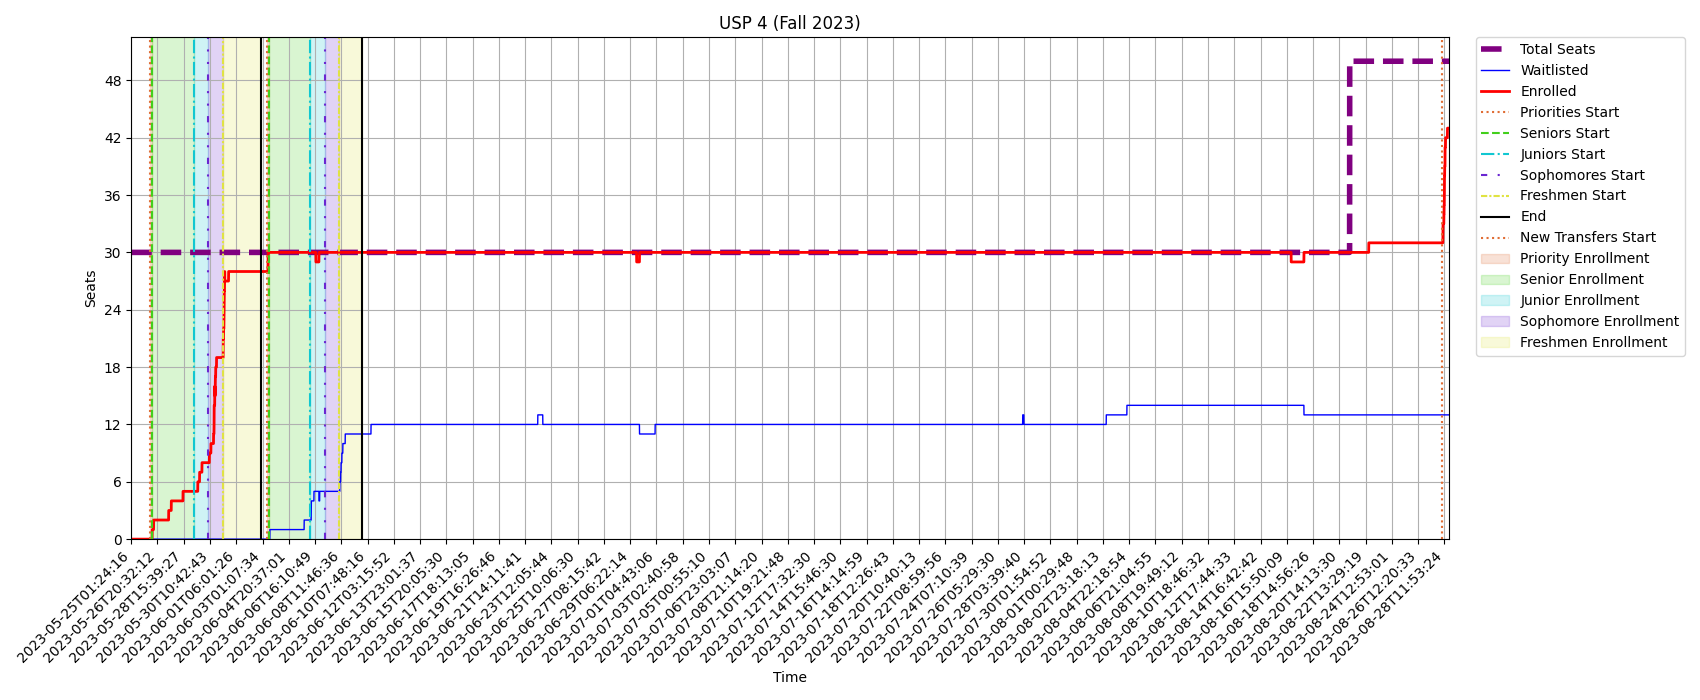 USP 4 (Fall 2023)
Seats
48
42
36
30
24
18
12
6
0
2023-05-25T01:24:16
2023-05-26T20:32:12
2023-05-28T15:39:27
2023-05-30T10:42:43
2023-06-01T06:01:26
2023-06-03T01:07:34
2023-06-04T20:37:01
2023-06-06T16:10:49
2023-06-08T11:46:36
2023-06-10T07:48:16
2023-06-12T03:15:52
2023-06-13T23:01:37
2023-06-15T20:05:30
2023-06-17T18:13:05
2023-06-19T16:26:44
2023-06-21T14:11:41
2023-06-23T12:05:44
2023-06-25T10:06:30
2023-06-27T08:15:42
2023-06-29T06:22:14
2023-07-01T04:43:06
2023-07-03T02:40:58
2023-07-05T00:55:10
2023-07-06T23:03:07
2023-07-08T21:14:20
2023-07-10T19:21:48
2023-07-12T17:32:30
2023-07-14T15:46:30
2023-07-16T14:14:59
2023-07-18T12:26:43
2023-07-20T10:40:13
2023-07-22T08:59:56
2023-07-24T07:10:39
2023-07-26T05:29:30
2023-07-28T03:39:40
2023-07-30T01:54:52
2023-08-01T00:29:48
2023-08-02T23:18:13
2023-08-04T22:18:54
2023-08-06T21:04:55
2023-08-08T19:49:12
2023-08-10T18:46:32
2023-08-12T17:44:33
2023-08-14T16:42:42
2023-08-16T15:50:09
2023-08-18T14:56:26
2023-08-20T14:13:30
2023-08-22T13:29:19
2023-08-24T12:53:01
2023-08-26T12:20:33
2023-08-28T11:53:24
Time
Total Seats
Waitlisted
Enrolled
Priorities Start
Seniors Start
Juniors Start
Sophomores Start
Freshmen Start
End
New Transfers Start
Priority Enrollment
Senior Enrollment
Junior Enrollment
Sophomore Enrollment
Freshmen Enrollment